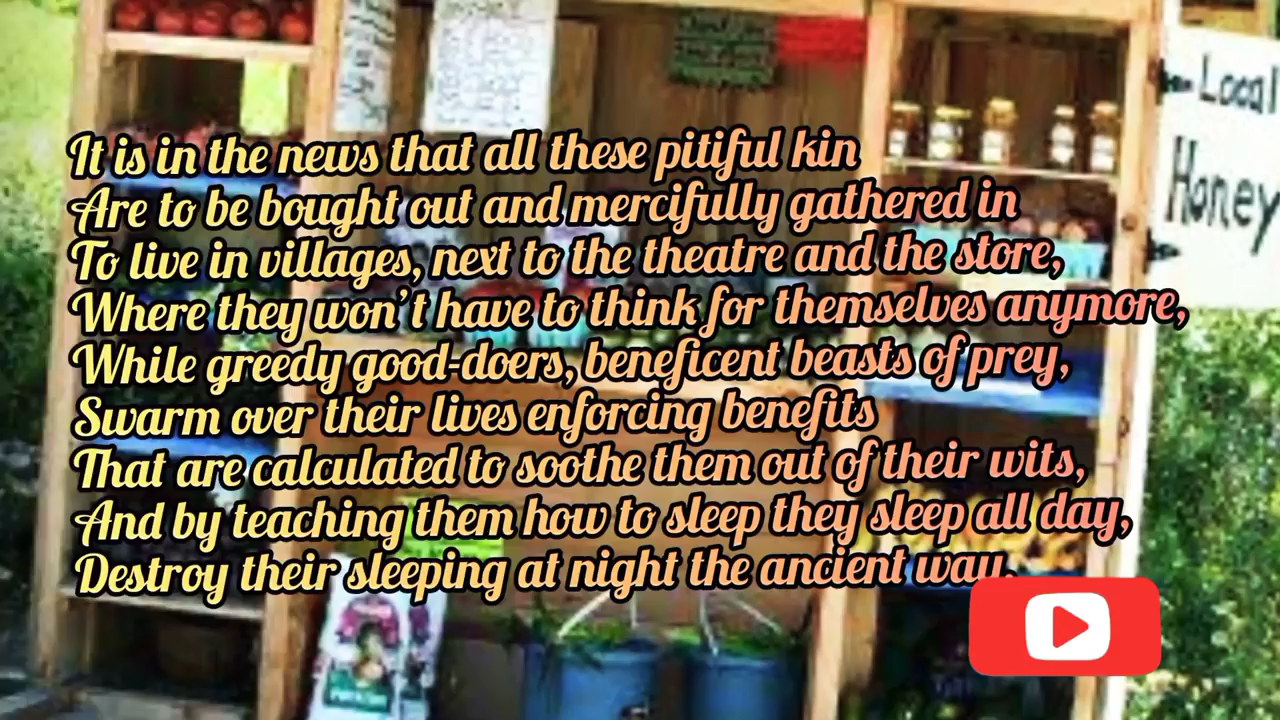 It is in the news that all these pitiful kin
Are to be bought out and mercifully gathered in
To live in villages, next to the theatre and the store,
Where they won’t have to think for themselves anymore,
While greedy good-doers, beneficent beasts of prey,
Swarm over their lives enforcing benefits
That are calculated to soothe them out of their wits,
And by teaching them how to sleep they sleep all day,
Destroy their sleeping at night the ancient way.
Local
Honey